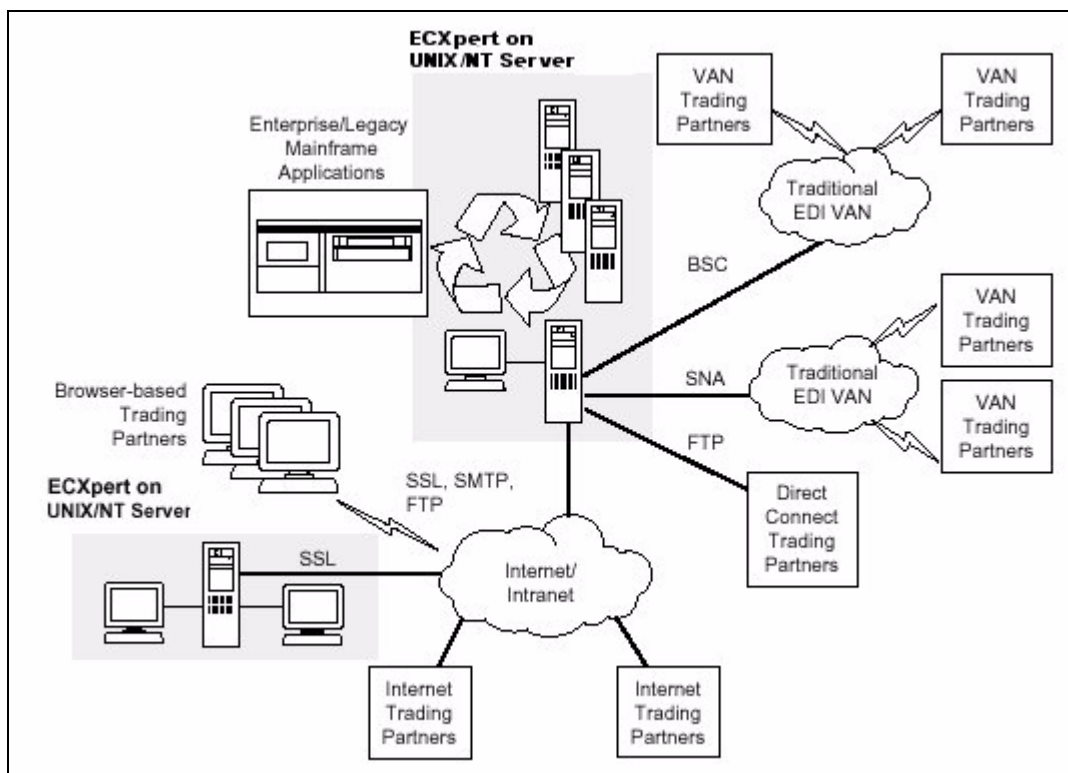 ECXpert on
UNIX/NT Server
Enterprise/Legacy
Mainframe
Applications
VAN
Trading
Partners
VAN
Trading
Partners
Traditional
EDI VAN
BSC
VAN
Trading
Partners
SNA
Traditional
EDI VAN
VAN
Trading
Partners
FTP
Direct
Connect
Trading
Partners
Browser-based
Trading
Partners
SSL, SMTP,
FTP
ECXpert on
UNIX/NT Server
SSL
Internet/
Intranet
Internet
Trading
Partners
Internet
Trading
Partners